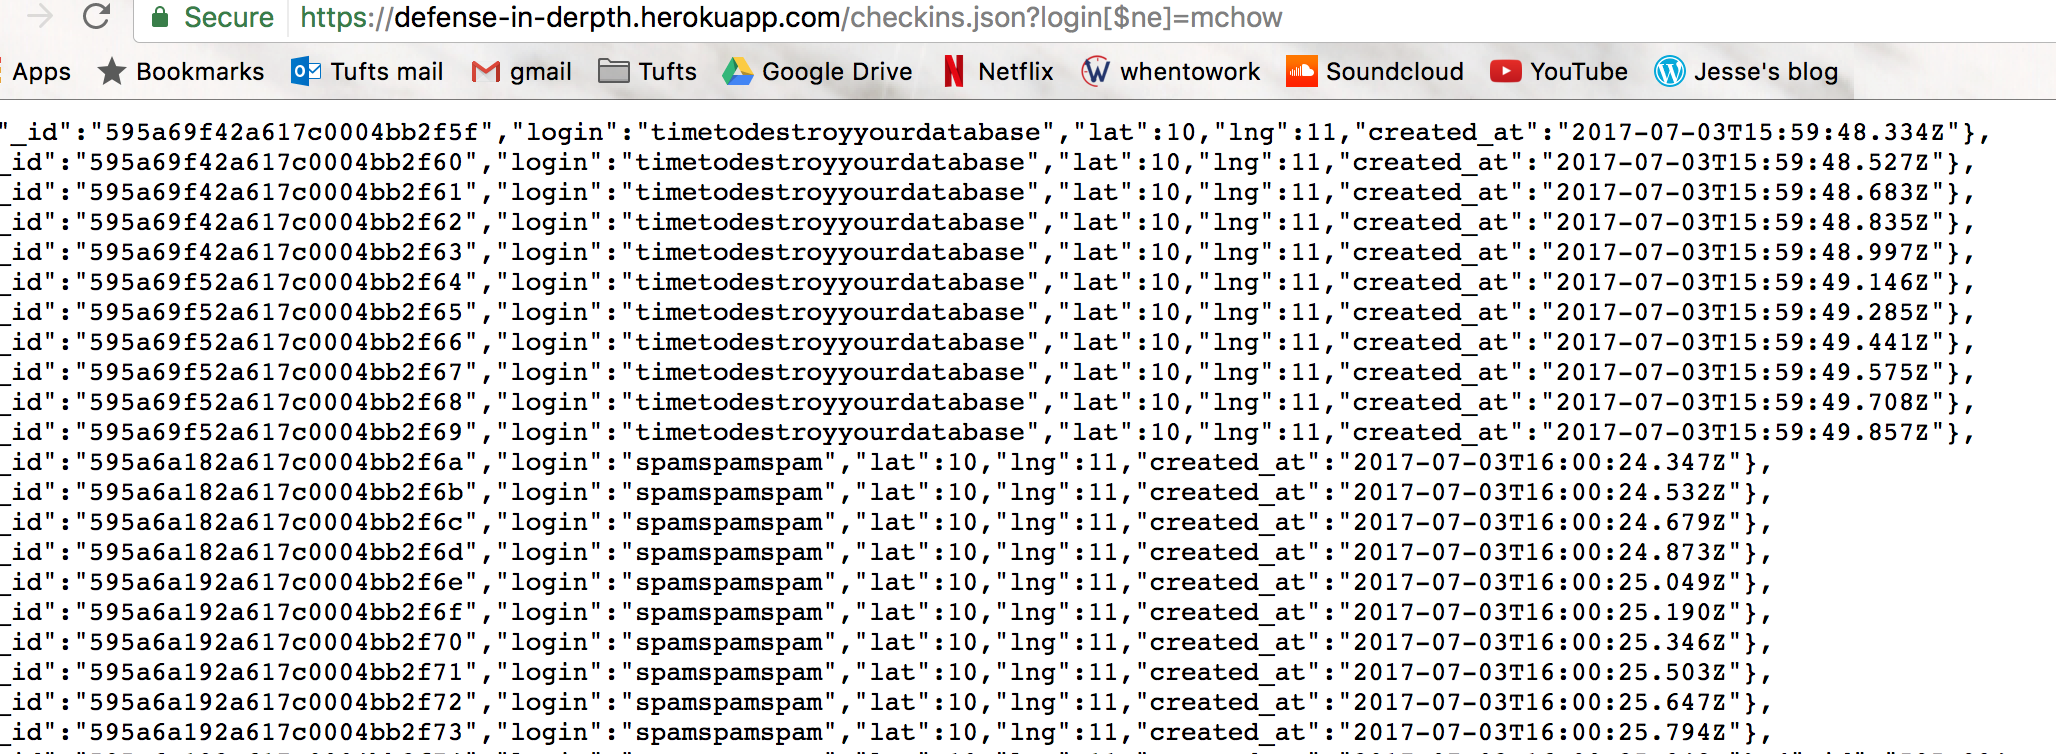 Secure https://defense-in-derpth.herokuapp.com/checkins.json?login[$ne]=mchow
Apps Bookmarks Tufts mail gmail Tufts Google Drive Netflix whentowork Soundcloud YouTube Jesse's blog
"_id":"595a69f42a617c0004bb2f5f","login":"timetodestroyyourdatabase","lat":10,"lng":11,"created_at":"2017-07-03T15:59:48.334Z"},
_id":"595a69f42a617c0004bb2f60","login":"timetodestroyyourdatabase","lat":10,"lng":11,"created_at":"2017-07-03T15:59:48.527Z"},
_id":"595a69f42a617c0004bb2f61","login":"timetodestroyyourdatabase","lat":10,"lng":11,"created_at":"2017-07-03T15:59:48.683Z"},
_id":"595a69f42a617c0004bb2f62","login":"timetodestroyyourdatabase","lat":10,"lng":11,"created_at":"2017-07-03T15:59:48.835Z"},
_id":"595a69f42a617c0004bb2f63","login":"timetodestroyyourdatabase","lat":10,"lng":11,"created_at":"2017-07-03T15:59:48.997Z"},
_id":"595a69f52a617c0004bb2f64","login":"timetodestroyyourdatabase","lat":10,"lng":11,"created_at":"2017-07-03T15:59:49.146Z"},
_id":"595a69f52a617c0004bb2f65","login":"timetodestroyyourdatabase","lat":10,"lng":11,"created_at":"2017-07-03T15:59:49.285Z"},
_id":"595a69f52a617c0004bb2f66","login":"timetodestroyyourdatabase","lat":10,"lng":11,"created_at":"2017-07-03T15:59:49.441Z"},
_id":"595a69f52a617c0004bb2f67","login":"timetodestroyyourdatabase","lat":10,"lng":11,"created_at":"2017-07-03T15:59:49.575Z"},
_id":"595a69f52a617c0004bb2f68","login":"timetodestroyyourdatabase","lat":10,"lng":11,"created_at":"2017-07-03T15:59:49.708Z"},
_id":"595a69f52a617c0004bb2f69","login":"timetodestroyyourdatabase","lat":10,"lng":11,"created_at":"2017-07-03T15:59:49.857Z"},
_id":"595a6a182a617c0004bb2f6a","login":"spamspamspam","lat":10,"lng":11,"created_at":"2017-07-03T16:00:24.347Z"},
_id":"595a6a182a617c0004bb2f6b","login":"spamspamspam","lat":10,"lng":11,"created_at":"2017-07-03T16:00:24.532Z"},
_id":"595a6a182a617c0004bb2f6c","login":"spamspamspam","lat":10,"lng":11,"created_at":"2017-07-03T16:00:24.679Z"},
_id":"595a6a182a617c0004bb2f6d","login":"spamspamspam","lat":10,"lng":11,"created_at":"2017-07-03T16:00:24.873Z"},
_id":"595a6a192a617c0004bb2f6e","login":"spamspamspam","lat":10,"lng":11,"created_at":"2017-07-03T16:00:25.049Z"},
_id":"595a6a192a617c0004bb2f6f","login":"spamspamspam","lat":10,"lng":11,"created_at":"2017-07-03T16:00:25.190Z"},
_id":"595a6a192a617c0004bb2f70","login":"spamspamspam","lat":10,"lng":11,"created_at":"2017-07-03T16:00:25.346Z"},
_id":"595a6a192a617c0004bb2f71","login":"spamspamspam","lat":10,"lng":11,"created_at":"2017-07-03T16:00:25.503Z"},
_id":"595a6a192a617c0004bb2f72","login":"spamspamspam","lat":10,"lng":11,"created_at":"2017-07-03T16:00:25.647Z"},
_id":"595a6a192a617c0004bb2f73","login":"spamspamspam","lat":10,"lng":11,"created_at":"2017-07-03T16:00:25.794Z"},